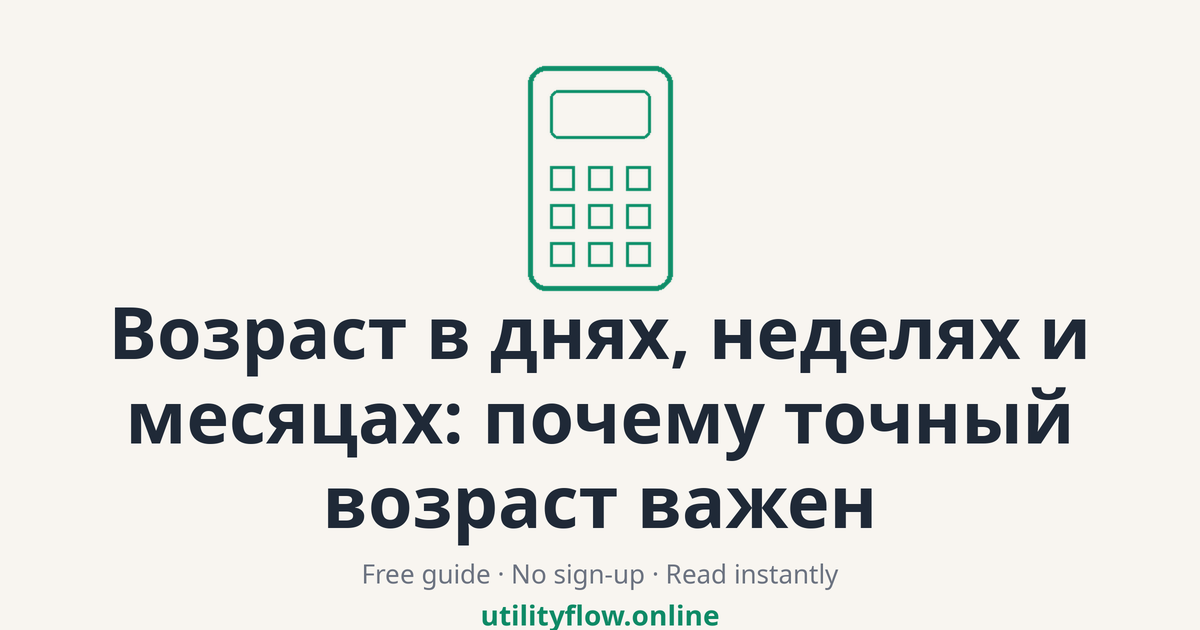 Возраст в днях, неделях и
месяцах: почему точный
возраст важен
Free guide · No sign-up · Read instantly
utilityflow.online